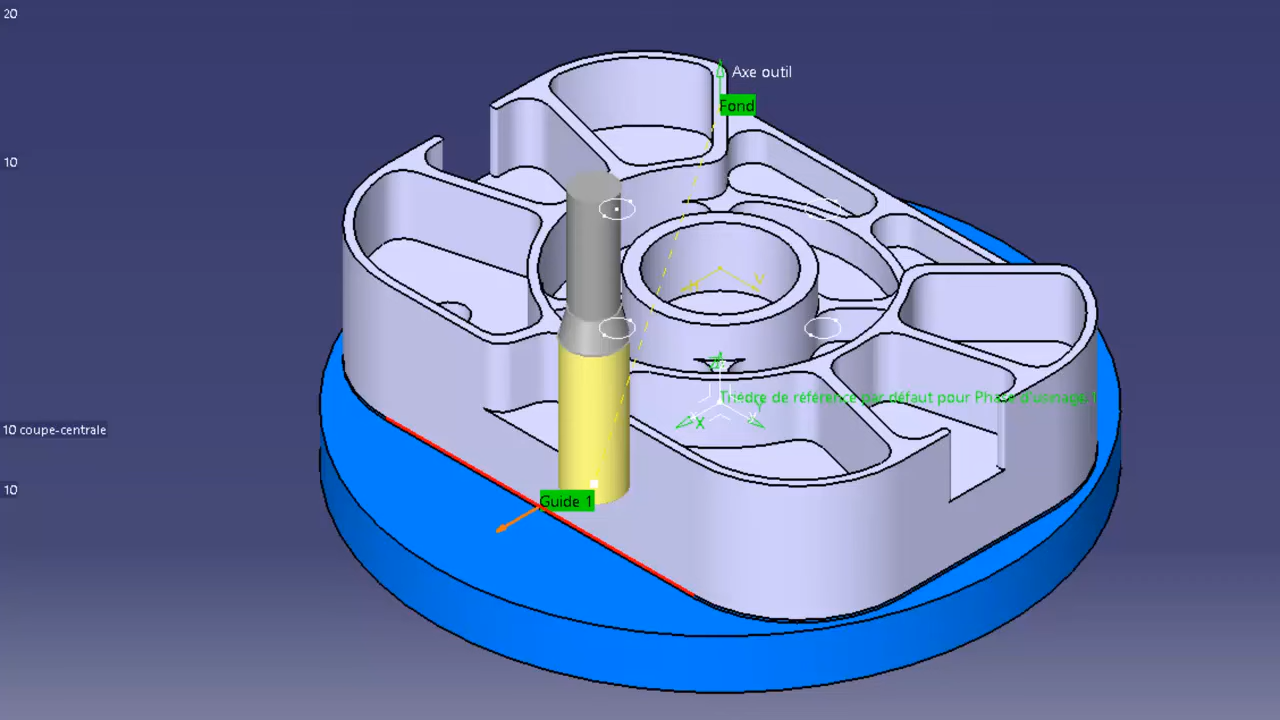 20
Axe outil
Fond
10
H
V
Z
Trièdre de référence par défaut pour Phase d'usinage.1
Y
X
10 coupe-centrale
10
Guide 1